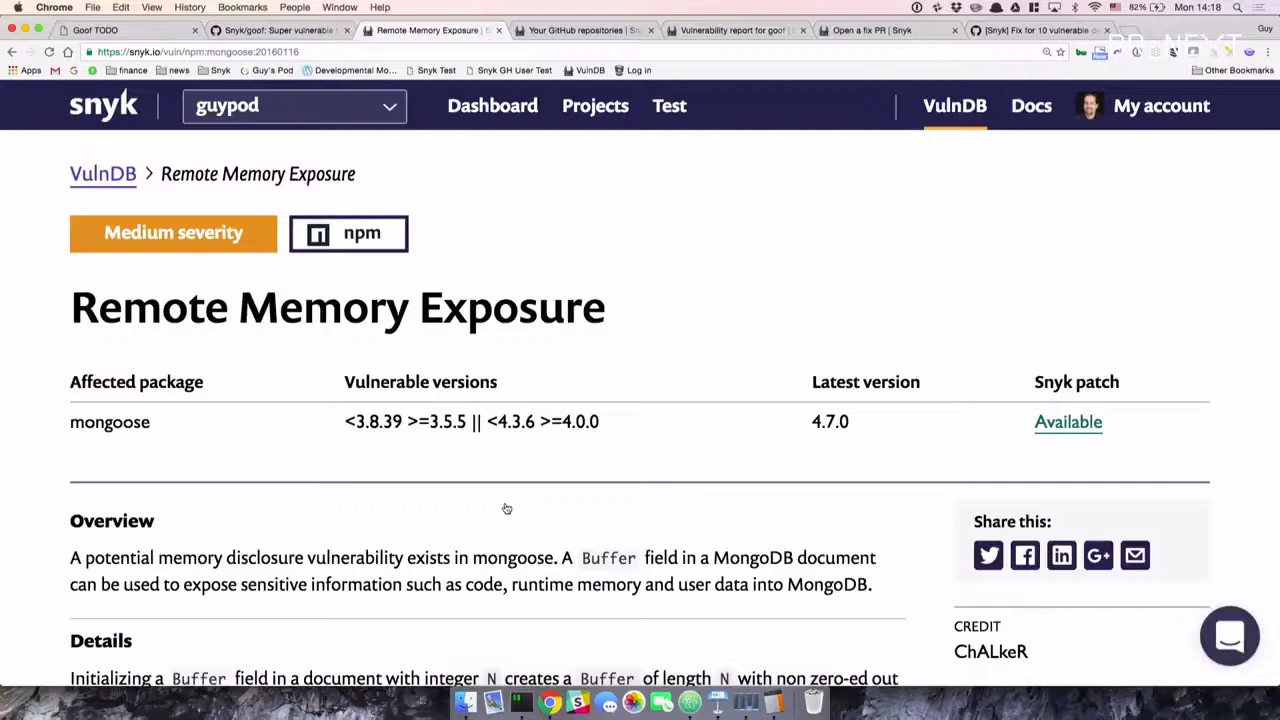 Chrome File Edit View History Bookmarks People Window Help 82% Mon 14:18
Goof TODO Snyk/goof: Super vulnerable Remote Memory Exposure | S Your GitHub repositories | Sn Vulnerability report for goof | Open a fix PR | Snyk [Snyk] Fix for 10 vulnerable Guy
https://snyk.io/vuln/npm:mongoose:20160116
Apps finance news Snyk Guy's Pod Developmental Mo... Snyk Test Snyk GH User Test VulnDB Log in Other Bookmarks
snyk guypod Dashboard Projects Test VulnDB Docs My account
VulnDB > Remote Memory Exposure
Medium severity npm
Remote Memory Exposure
Affected package Vulnerable versions Latest version Snyk patch
mongoose <3.8.39 >=3.5.5 || <4.3.6 >=4.0.0 4.7.0 Available
Overview
A potential memory disclosure vulnerability exists in mongoose. A Buffer field in a MongoDB document
can be used to expose sensitive information such as code, runtime memory and user data into MongoDB.
Share this:
Details
CREDIT
ChALkeR
Initializing a Buffer field in a document with integer N creates a Buffer of length N with non zero-ed out